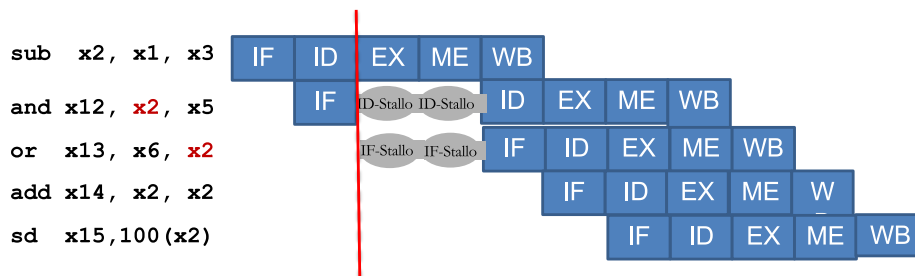 sub x2, x1, x3 IF ID EX ME WB
and x12, x2, x5 IF ID-Stallo ID-Stallo ID EX ME WB
or x13, x6, x2 IF-Stallo IF-Stallo IF ID EX ME WB
add x14, x2, x2 IF ID EX ME W
sd x15,100(x2) IF ID EX ME WB